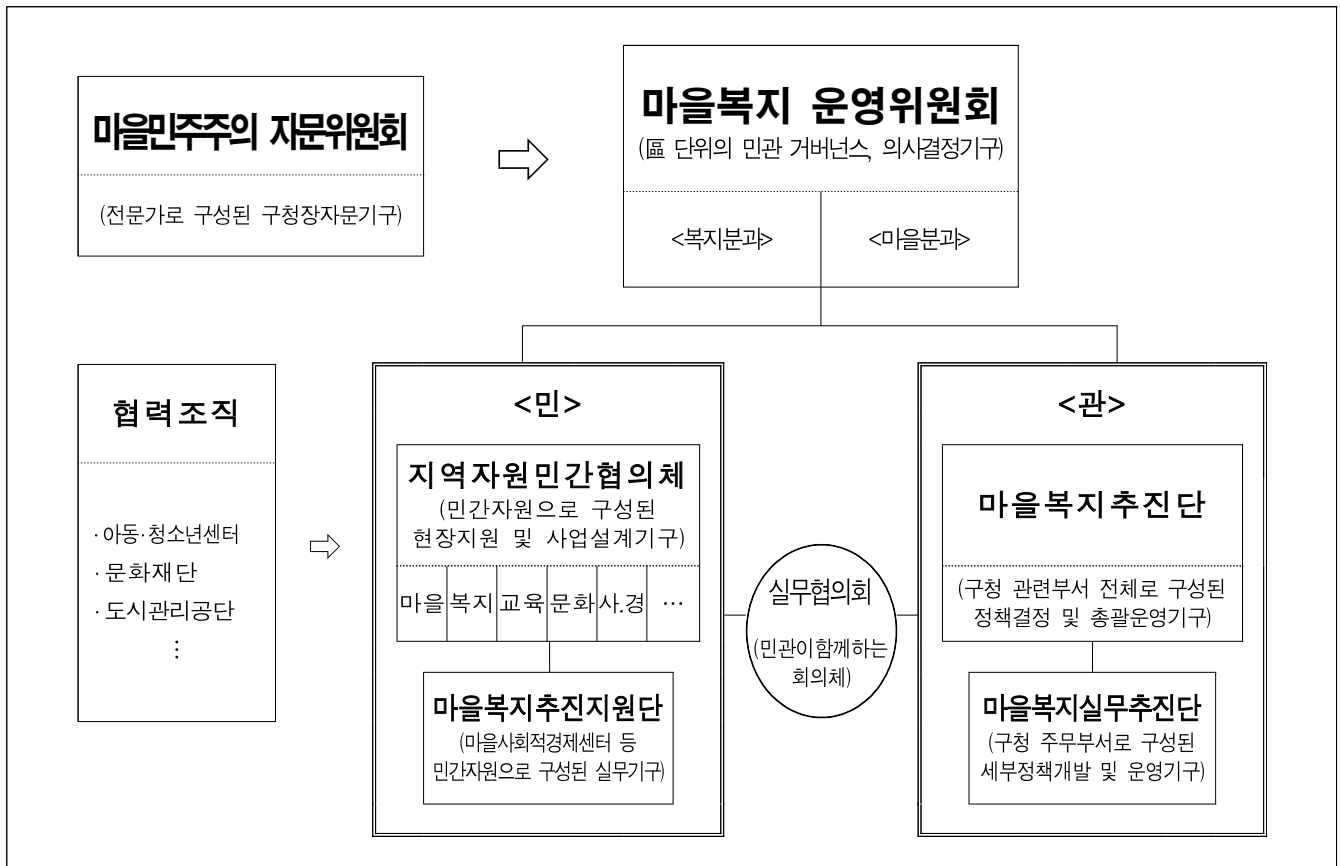 마을민주주의 자문위원회
(전문가로 구성된 구청장자문기구)
마을복지 운영위원회
(區 단위의 민관 거버넌스, 의사결정기구)
<복지분과>
<마을분과>
협력조직
· 아동·청소년센터
· 문화재단
· 도시관리공단
⋮
<민>
지역자원민간협의체
(민간자원으로 구성된
현장지원 및 사업설계기구)
마을 복지 교육 문화 사.경 …
마을복지추진지원단
(마을사회적경제센터 등
민간자원으로 구성된 실무기구)
실무협의회
(민관이함께하는
회의체)
<관>
마을복지추진단
(구청 관련부서 전체로 구성된
정책결정 및 총괄운영기구)
마을복지실무추진단
(구청 주무부서로 구성된
세부정책개발 및 운영기구)